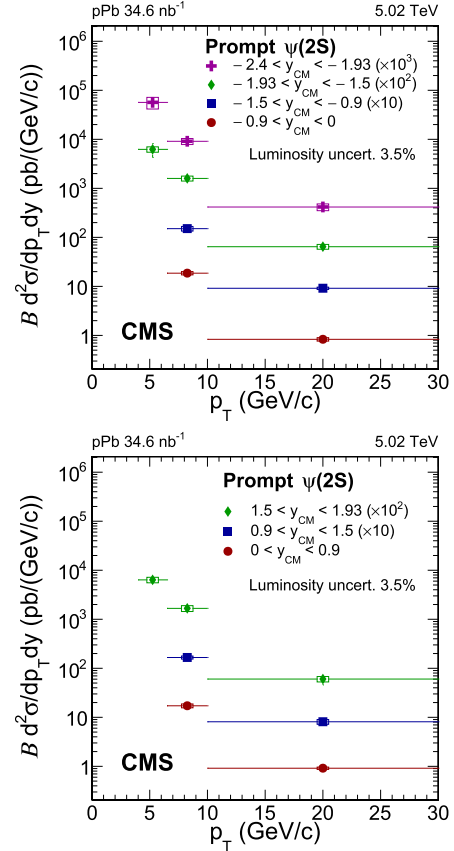 pPb 34.6 nb⁻¹ 5.02 TeV
10⁶
Prompt ψ(2S)
− 2.4 < y_CM < − 1.93 (×10³)
− 1.93 < y_CM < − 1.5 (×10²)
10⁵
− 1.5 < y_CM < − 0.9 (×10)
− 0.9 < y_CM < 0
10⁴
Luminosity uncert. 3.5%
10³
10²
10
1
B d²σ/dp_T dy (pb/(GeV/c))
CMS
0 5 10 15 20 25 30
p_T (GeV/c)
pPb 34.6 nb⁻¹ 5.02 TeV
10⁶
Prompt ψ(2S)
1.5 < y_CM < 1.93 (×10²)
10⁵
0.9 < y_CM < 1.5 (×10)
0 < y_CM < 0.9
10⁴
Luminosity uncert. 3.5%
10³
10²
10
1
B d²σ/dp_T dy (pb/(GeV/c))
CMS
0 5 10 15 20 25 30
p_T (GeV/c)